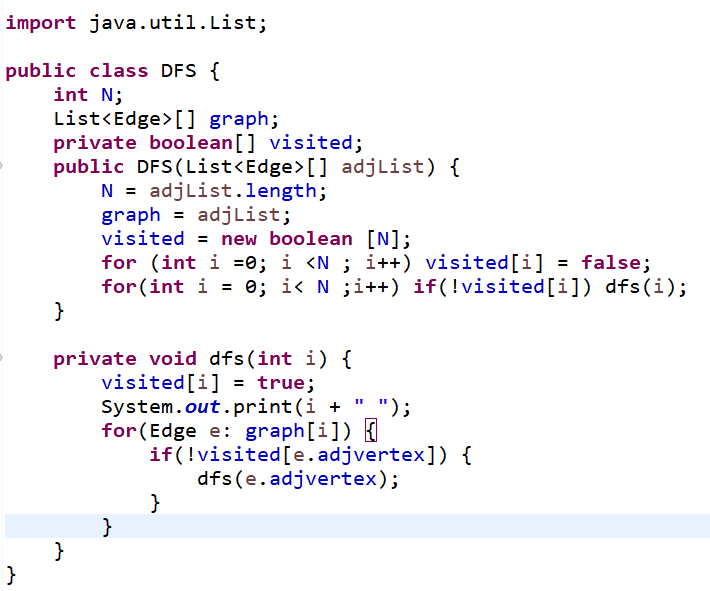 import java.util.List;
public class DFS {
    int N;
    List<Edge>[] graph;
    private boolean[] visited;
    public DFS(List<Edge>[] adjList) {
        N = adjList.length;
        graph = adjList;
        visited = new boolean [N];
        for (int i =0; i <N ; i++) visited[i] = false;
        for(int i = 0; i< N ;i++) if(!visited[i]) dfs(i);
    }
    private void dfs(int i) {
        visited[i] = true;
        System.out.print(i + " ");
        for(Edge e: graph[i]) {
            if(!visited[e.adjvertex]) {
                dfs(e.adjvertex);
            }
        }
    }
}